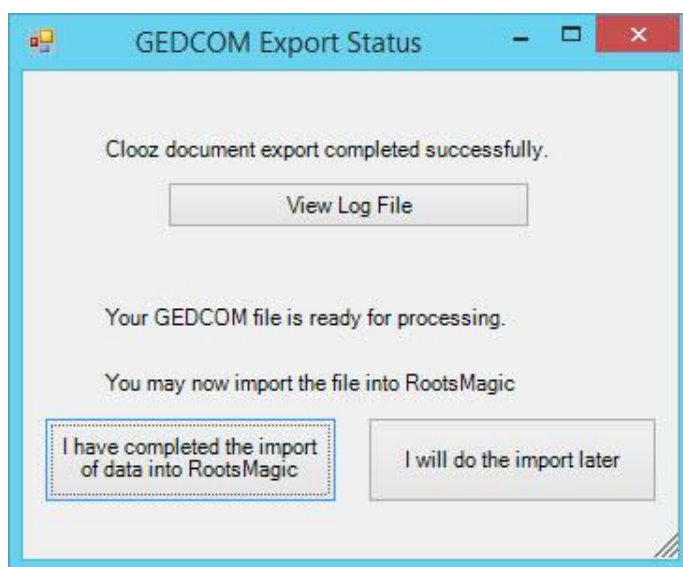 GEDCOM Export Status
Clooz document export completed successfully.
View Log File
Your GEDCOM file is ready for processing.
You may now import the file into RootsMagic
I have completed the import
of data into RootsMagic
I will do the import later